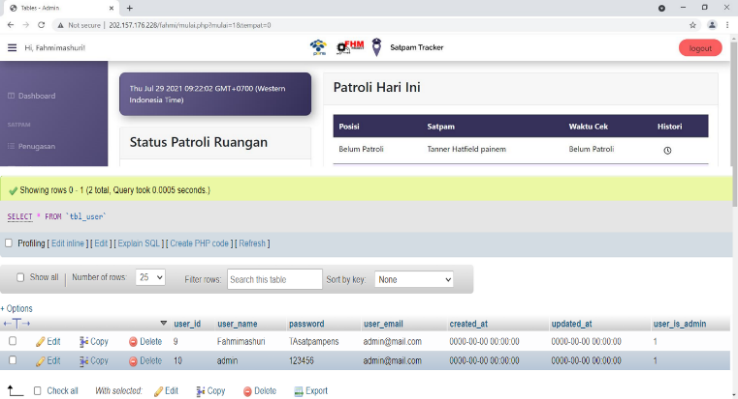 Tables - Admin
Not secure | 202.157.176.228/fahmi/mulai.php?mulai=1&tempat=0
Hi, Fahmimashuri!
FHM
Satpam Tracker
logout
Dashboard
SATPAM
Penugasan
Thu Jul 29 2021 09:22:02 GMT+0700 (Western
Indonesia Time)
Status Patroli Ruangan
Patroli Hari Ini
Posisi Satpam Waktu Cek Histori
Belum Patroli Tanner Hatfield painem Belum Patroli
Showing rows 0 - 1 (2 total, Query took 0.0005 seconds.)
SELECT * FROM `tbl_user`
Profiling [ Edit inline ] [ Edit ] [ Explain SQL ] [ Create PHP code ] [ Refresh ]
Show all | Number of rows: 25 Filter rows: Search this table Sort by key: None
+ Options
←T→ user_id user_name password user_email created_at updated_at user_is_admin
Edit Copy Delete 9 Fahmimashuri TAsatpampens admin@mail.com 0000-00-00 00:00:00 0000-00-00 00:00:00 1
Edit Copy Delete 10 admin 123456 admin@mail.com 0000-00-00 00:00:00 0000-00-00 00:00:00 1
Check all With selected: Edit Copy Delete Export